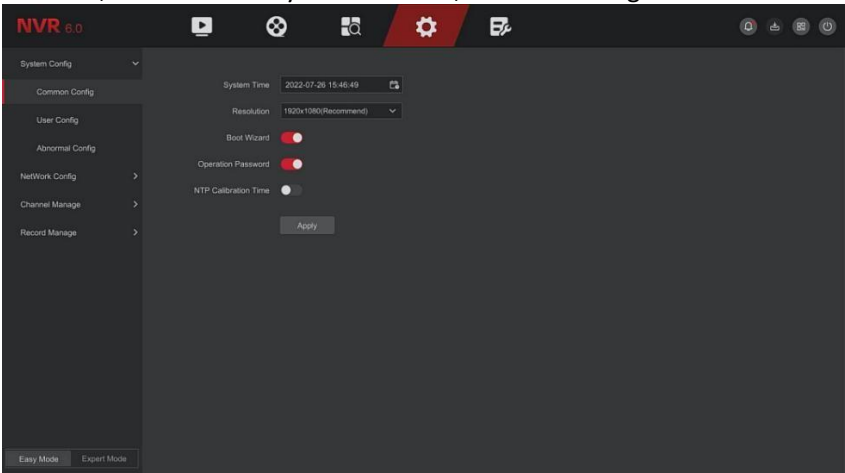 NVR 6.0
System Config
Common Config
User Config
Abnormal Config
NetWork Config
Channel Manage
Record Manage
System Time 2022-07-26 15:46:49
Resolution 1920x1080(Recommend)
Boot Wizard
Operation Password
NTP Calibration Time
Apply
Easy Mode Expert Mode